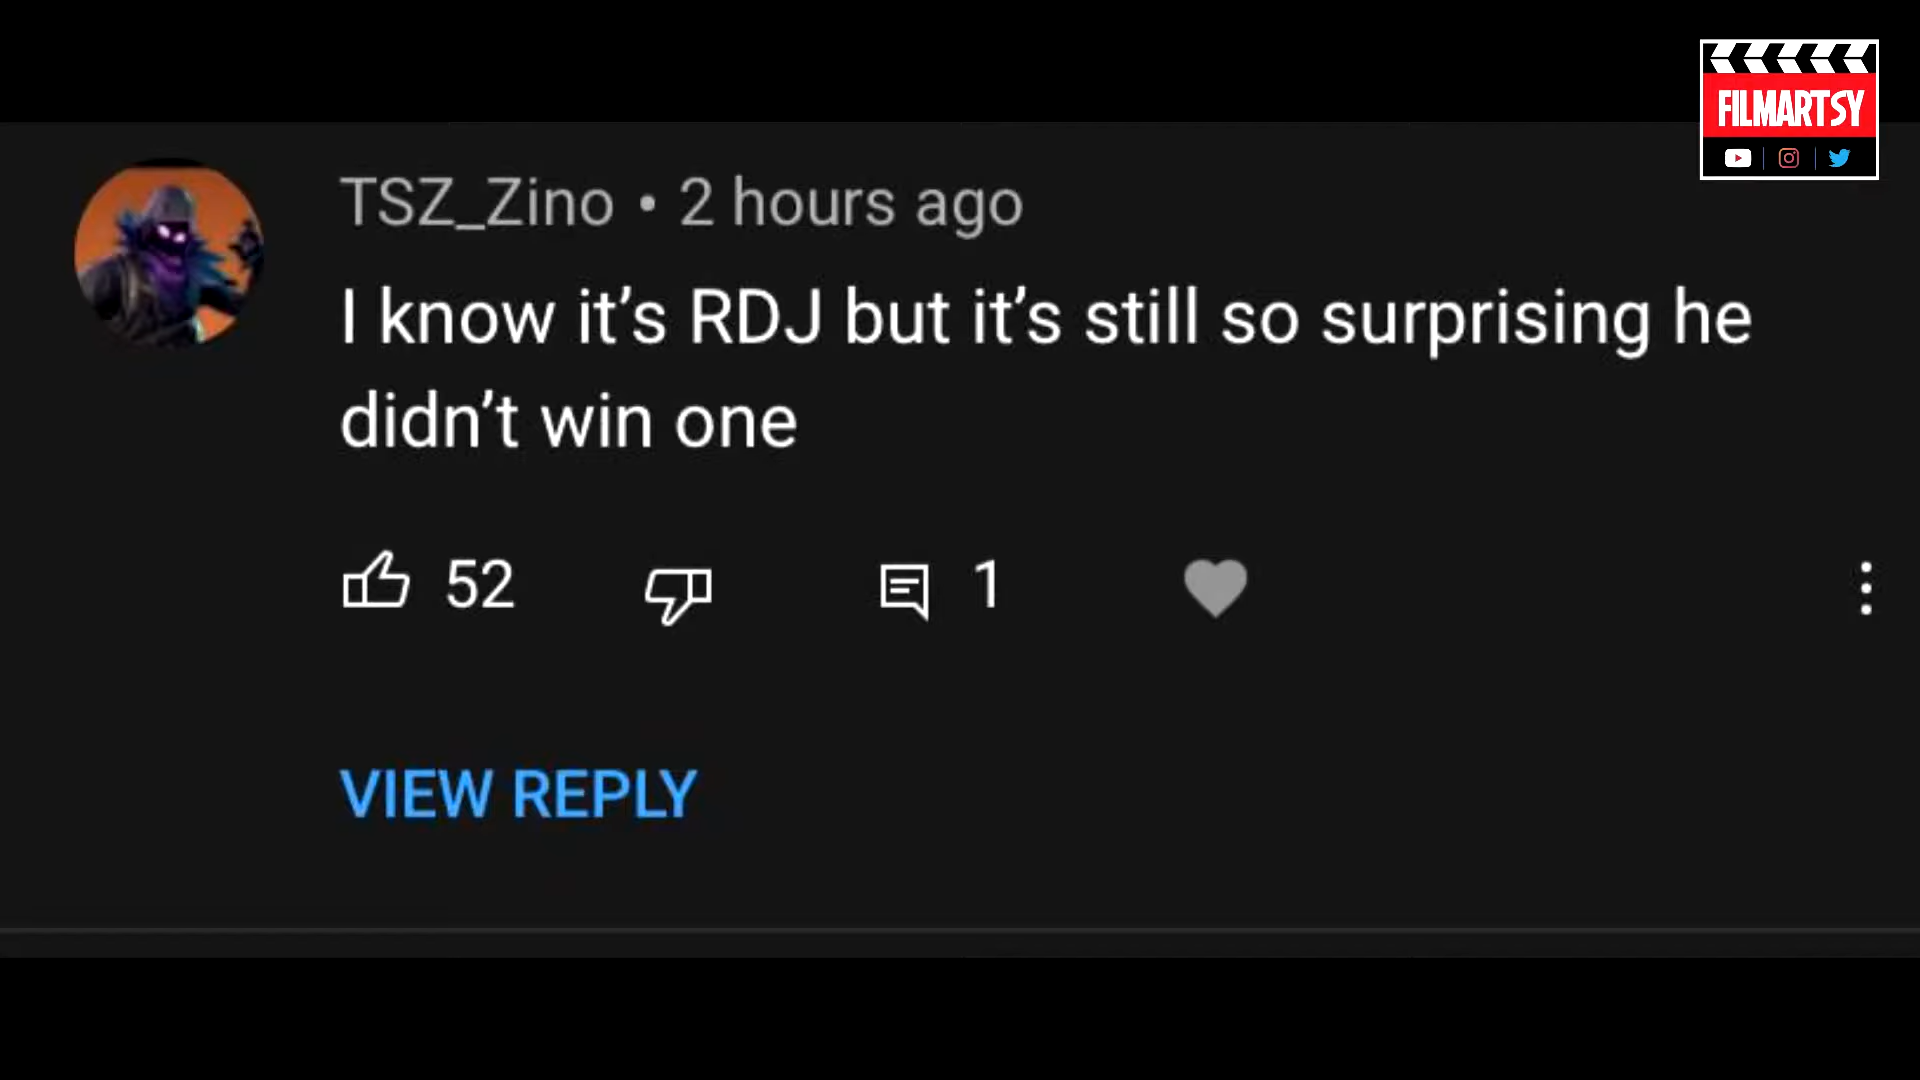 FILMARTSY
TSZ_Zino • 2 hours ago
I know it’s RDJ but it’s still so surprising he
didn’t win one
52
1
VIEW REPLY